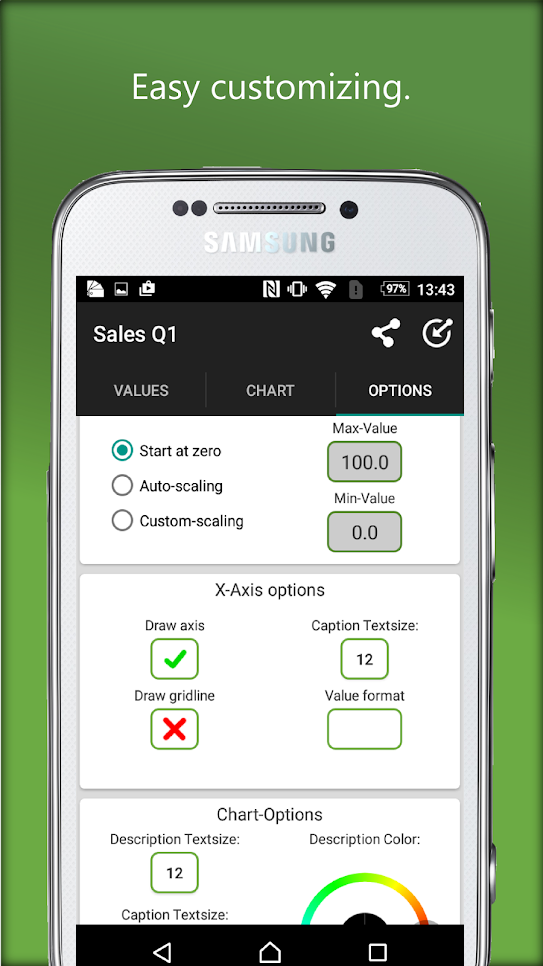 Easy customizing.
SAMSUNG
97% 13:43
Sales Q1
VALUES CHART OPTIONS
Max-Value
Start at zero
100.0
Auto-scaling
Min-Value
Custom-scaling
0.0
X-Axis options
Draw axis Caption Textsize:
12
Draw gridline Value format
Chart-Options
Description Textsize: Description Color:
12
Caption Textsize: